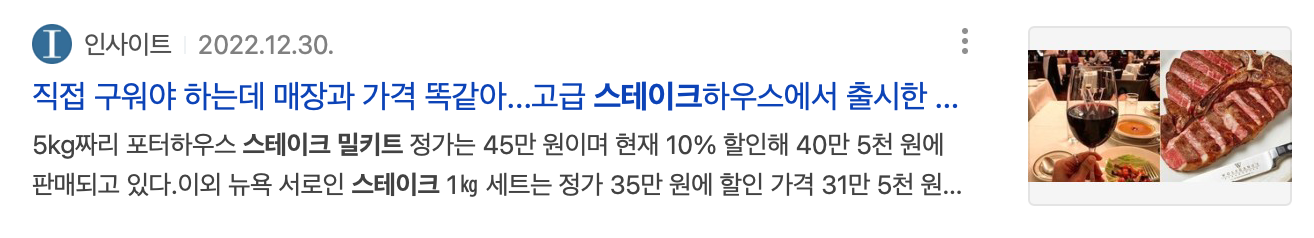 인사이트 2022.12.30.
직접 구워야 하는데 매장과 가격 똑같아...고급 스테이크하우스에서 출시한 ...
5kg짜리 포터하우스 스테이크 밀키트 정가는 45만 원이며 현재 10% 할인해 40만 5천 원에
판매되고 있다.이외 뉴욕 서로인 스테이크 1㎏ 세트는 정가 35만 원에 할인 가격 31만 5천 원...